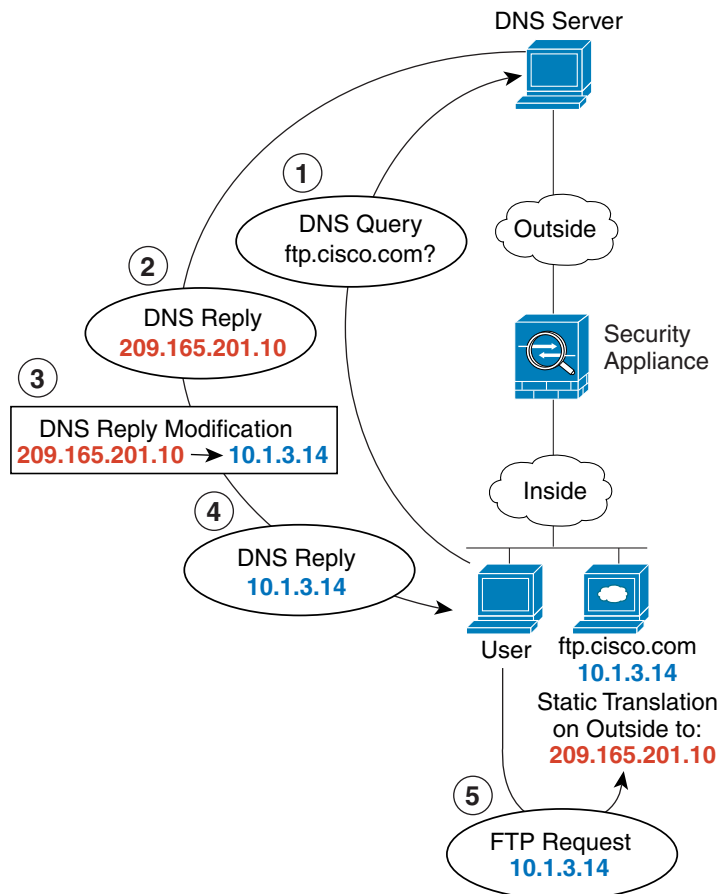 DNS Server
1
DNS Query
ftp.cisco.com?
Outside
2
DNS Reply
209.165.201.10
Security
Appliance
3
DNS Reply Modification
209.165.201.10 10.1.3.14
Inside
4
DNS Reply
10.1.3.14
User
ftp.cisco.com
10.1.3.14
Static Translation
on Outside to:
209.165.201.10
5
FTP Request
10.1.3.14